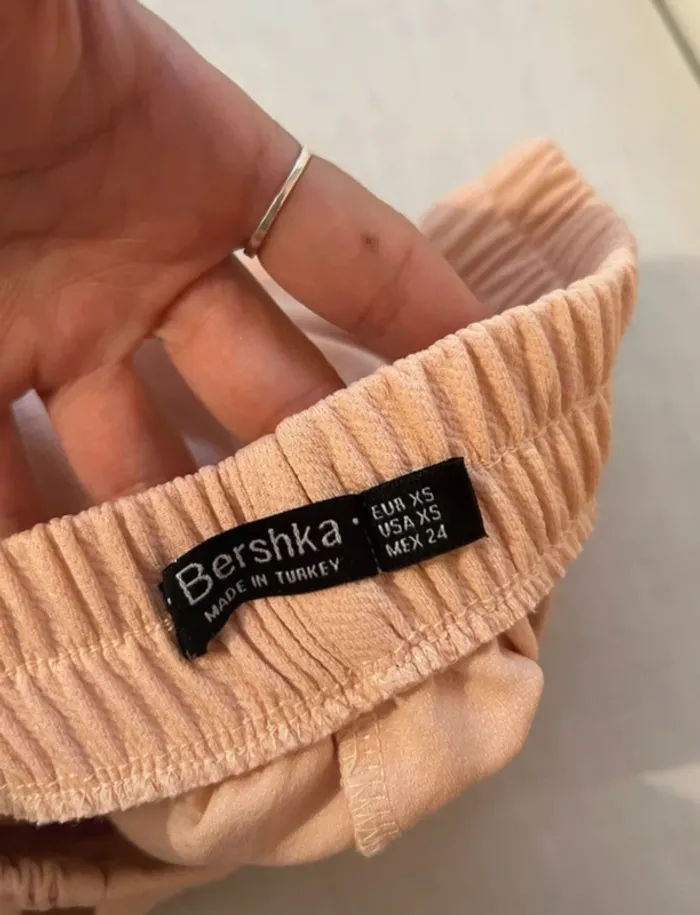 Bershka
MADE IN TURKEY
EUR XS
USA XS
MEX 24